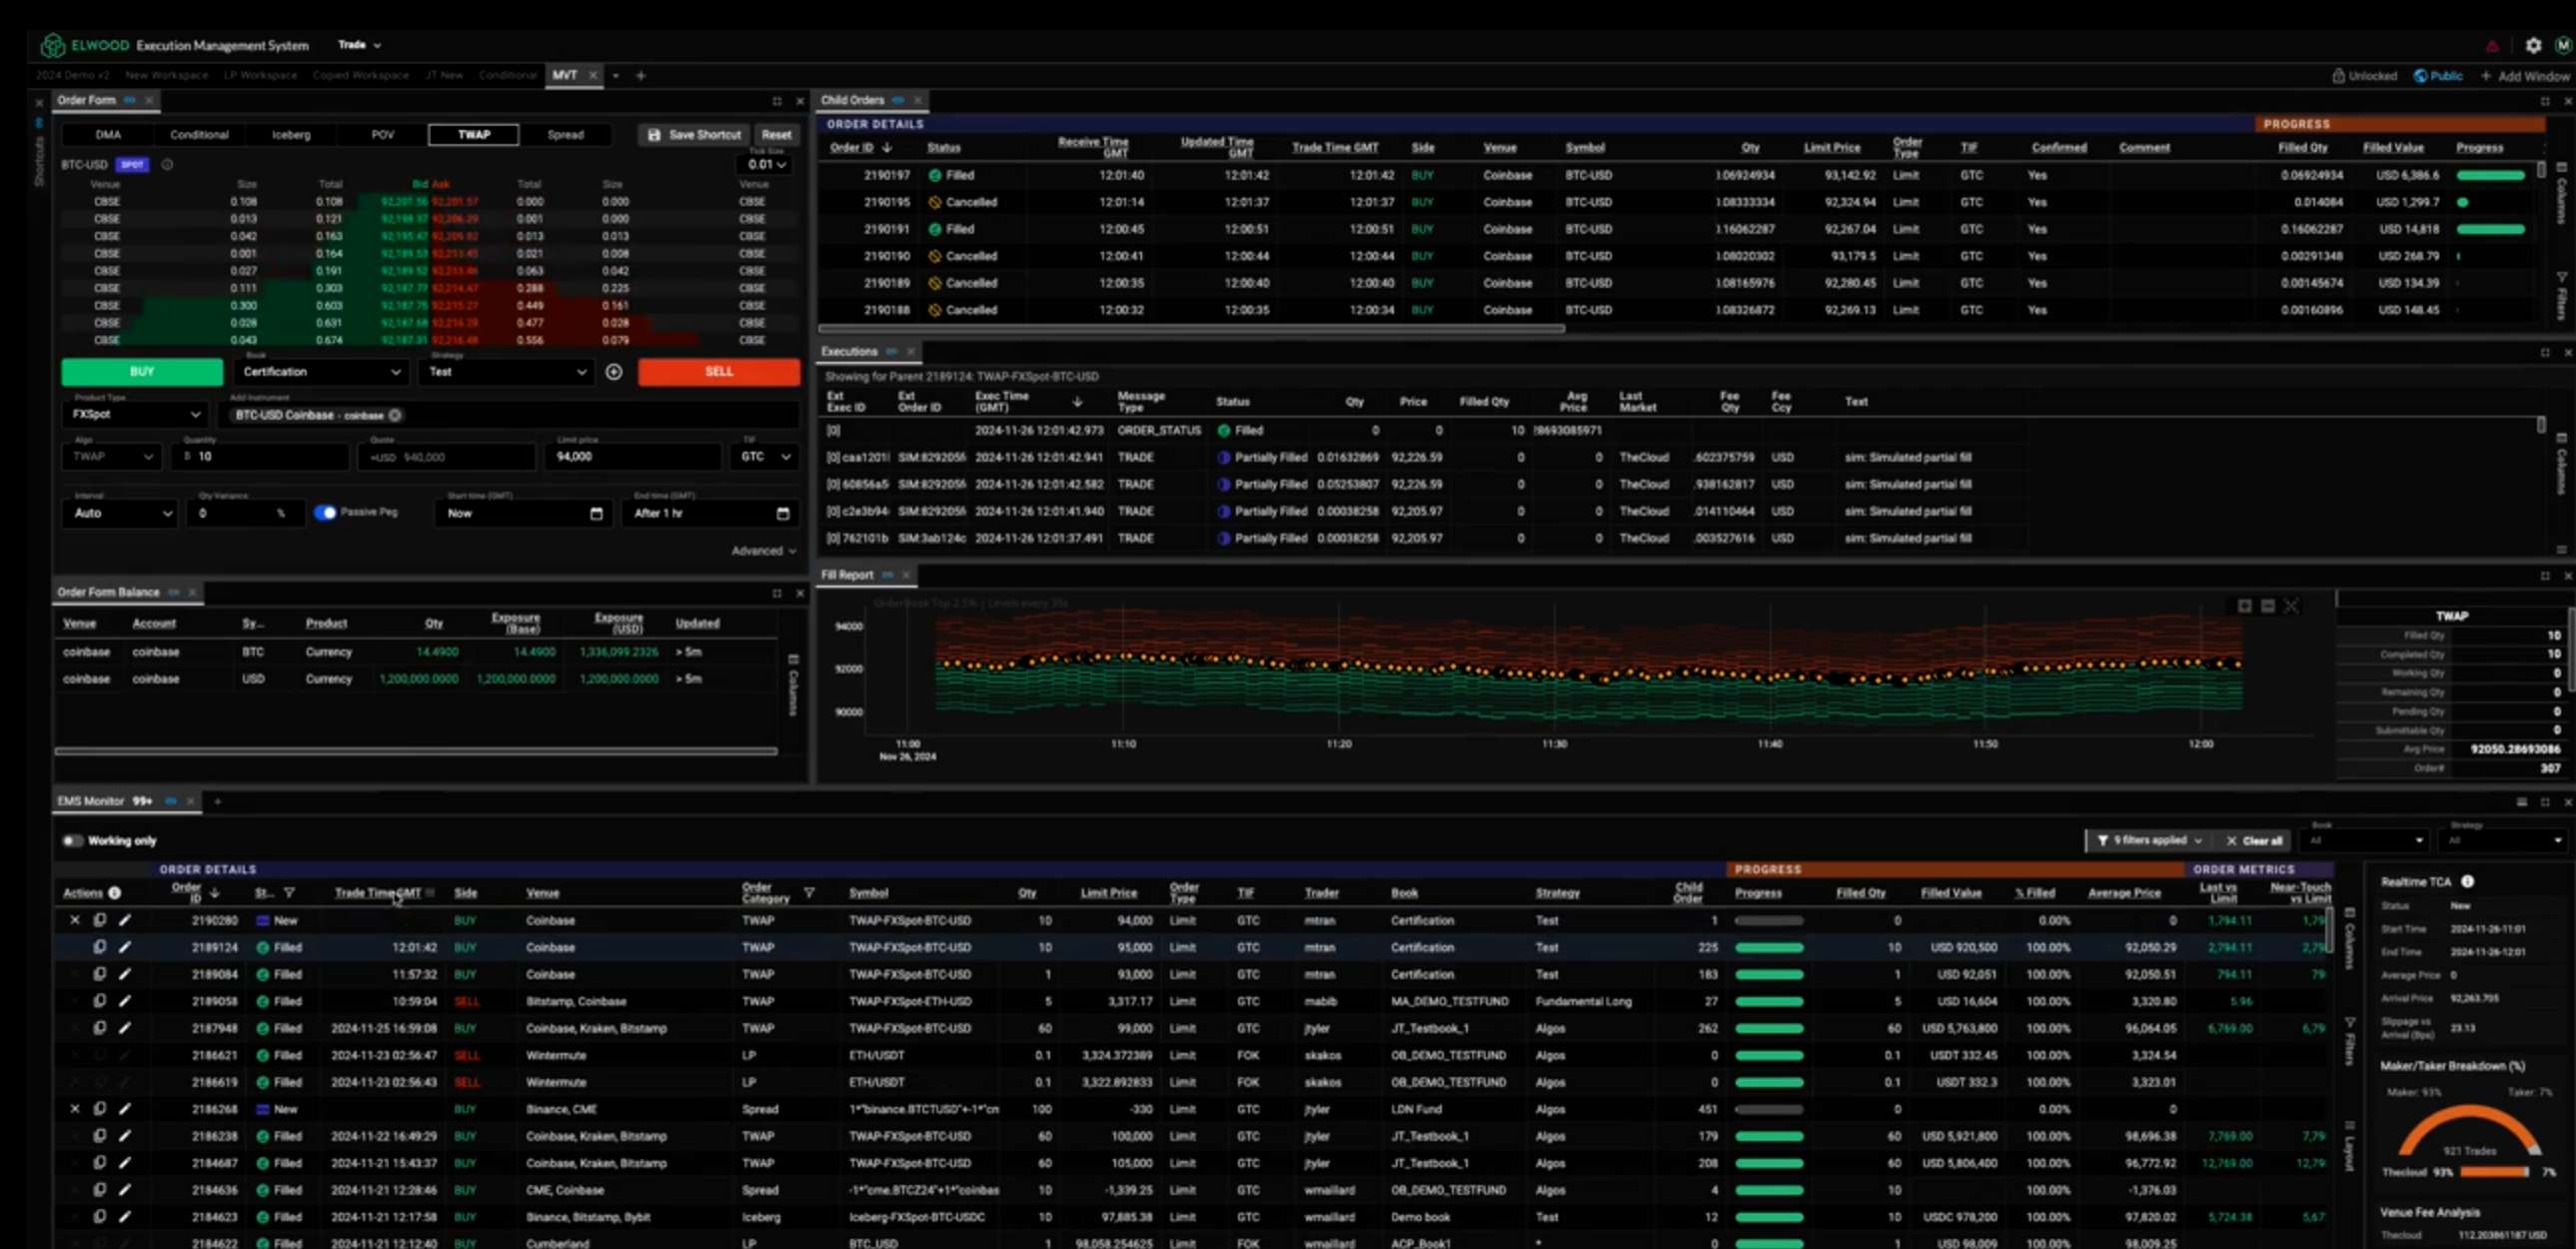 ELWOOD Execution Management System Trade
2024 Demo v2 New Workspace LP Workspace Copied Workspace JT New Conditional MVT
Unlocked Public + Add Window
Shortcuts
Order Form
DMA Conditional Iceberg POV TWAP Spread Save Shortcut Reset
BTC-USD SPOT Tick Size 0.01
Venue Size Total Bid Ask Total Size Venue
CBSE 0.108 0.108 92,201.56 92,201.57 0.000 0.000 CBSE
CBSE 0.013 0.121 0.001 0.000 CBSE
CBSE 0.042 0.163 0.013 0.013 CBSE
CBSE 0.001 0.164 0.021 0.008 CBSE
CBSE 0.027 0.191 0.063 0.042 CBSE
CBSE 0.111 0.303 0.288 0.225 CBSE
CBSE 0.300 0.603 0.449 0.161 CBSE
CBSE 0.028 0.631 0.477 0.028 CBSE
CBSE 0.043 0.674 0.556 0.079 CBSE
BUY Book Certification Strategy Test SELL
Product Type FXSpot Add Instrument BTC-USD Coinbase - coinbase
Algo TWAP Quantity B 10 Quote ≈USD 940,000 Limit price 94,000 TIF GTC
Interval Auto Qty Variance 0 % Passive Peg Start time (GMT) Now End time (GMT) After 1 hr
Advanced
Order Form Balance
Venue Account Sy... Product Qty Exposure (Base) Exposure (USD) Updated
coinbase coinbase BTC Currency 14.4900 14.4900 1,336,099.2326 > 5m
coinbase coinbase USD Currency 1,200,000.0000 1,200,000.0000 1,200,000.0000 > 5m
Columns
Child Orders
ORDER DETAILS PROGRESS
Order ID Status Receive Time GMT Updated Time GMT Trade Time GMT Side Venue Symbol Qty Limit Price Order Type TIF Confirmed Comment Filled Qty Filled Value Progress
2190197 Filled 12:01:40 12:01:42 12:01:42 BUY Coinbase BTC-USD 0.06924934 93,142.92 Limit GTC Yes 0.06924934 USD 6,386.6
2190195 Cancelled 12:01:14 12:01:37 12:01:37 BUY Coinbase BTC-USD 0.08333334 92,324.94 Limit GTC Yes 0.014084 USD 1,299.7
2190191 Filled 12:00:45 12:00:51 12:00:51 BUY Coinbase BTC-USD 0.16062287 92,267.04 Limit GTC Yes 0.16062287 USD 14,818
2190190 Cancelled 12:00:41 12:00:44 12:00:44 BUY Coinbase BTC-USD 0.08020302 93,179.5 Limit GTC Yes 0.00291348 USD 268.79
2190189 Cancelled 12:00:35 12:00:40 12:00:40 BUY Coinbase BTC-USD 0.08165976 92,280.45 Limit GTC Yes 0.00145674 USD 134.39
2190188 Cancelled 12:00:32 12:00:35 12:00:34 BUY Coinbase BTC-USD 0.08326872 92,269.13 Limit GTC Yes 0.00160896 USD 148.45
Columns
Filters
Executions
Showing for Parent 2189124: TWAP-FXSpot-BTC-USD
Ext Exec ID Ext Order ID Exec Time (GMT) Message Type Status Qty Price Filled Qty Avg Price Last Market Fee Qty Fee Ccy Text
[0] 2024-11-26 12:01:42.973 ORDER_STATUS Filled 0 0 10 28693085971
[0] caa1201 SIM:8292056 2024-11-26 12:01:42.941 TRADE Partially Filled 0.01632869 92,226.59 0 0 TheCloud .602375759 USD sim: Simulated partial fill
[0] 60856a5 SIM:8292056 2024-11-26 12:01:42.582 TRADE Partially Filled 0.05253807 92,226.59 0 0 TheCloud .938162817 USD sim: Simulated partial fill
[0] c2e3b94 SIM:8292056 2024-11-26 12:01:41.940 TRADE Partially Filled 0.00038258 92,205.97 0 0 TheCloud .014110464 USD sim: Simulated partial fill
[0] 762101b SIM:3ab124c 2024-11-26 12:01:37.491 TRADE Partially Filled 0.00038258 92,205.97 0 0 TheCloud .003527616 USD sim: Simulated partial fill
Columns
Fill Report
OrderBook Top 2.5% | Levels every 35s
94000
92000
90000
11:00 11:10 11:20 11:30 11:40 11:50 12:00
Nov 26, 2024
TWAP
Filled Qty 10
Completed Qty 10
Working Qty 0
Remaining Qty 0
Pending Qty 0
Submittable Qty 0
Avg Price 92050.28693086
Order# 307
EMS Monitor 99+
Working only 9 filters applied Clear all Book All Strategy All
ORDER DETAILS PROGRESS ORDER METRICS
Actions Order ID St... Trade Time GMT Side Venue Order Category Symbol Qty Limit Price Order Type TIF Trader Book Strategy Child Order Progress Filled Qty Filled Value % Filled Average Price Last vs Limit Near-Touch vs Limit
2190280 New BUY Coinbase TWAP TWAP-FXSpot-BTC-USD 10 94,000 Limit GTC mtran Certification Test 1 0 0.00% 0 1,794.11 1,79
2189124 Filled 12:01:42 BUY Coinbase TWAP TWAP-FXSpot-BTC-USD 10 95,000 Limit GTC mtran Certification Test 225 10 USD 920,500 100.00% 92,050.29 2,794.11 2,79
2189084 Filled 11:57:32 BUY Coinbase TWAP TWAP-FXSpot-BTC-USD 1 93,000 Limit GTC mtran Certification Test 183 1 USD 92,051 100.00% 92,050.51 794.11 79
2189058 Filled 10:59:04 SELL Bitstamp, Coinbase TWAP TWAP-FXSpot-ETH-USD 5 3,317.17 Limit GTC mabib MA_DEMO_TESTFUND Fundamental Long 27 5 USD 16,604 100.00% 3,320.80 5.96
2187948 Filled 2024-11-25 16:59:08 BUY Coinbase, Kraken, Bitstamp TWAP TWAP-FXSpot-BTC-USD 60 99,000 Limit GTC jtyler JT_Testbook_1 Algos 262 60 USD 5,763,800 100.00% 96,064.05 6,769.00 6,79
2186621 Filled 2024-11-23 02:56:47 SELL Wintermute LP ETH/USDT 0.1 3,324.372389 Limit FOK skakos OB_DEMO_TESTFUND Algos 0 0.1 USDT 332.45 100.00% 3,324.54
2186619 Filled 2024-11-23 02:56:43 SELL Wintermute LP ETH/USDT 0.1 3,322.892833 Limit FOK skakos OB_DEMO_TESTFUND Algos 0 0.1 USDT 332.3 100.00% 3,323.01
2186268 New BUY Binance, CME Spread 1*"binance.BTCTUSD"+-1*"cm 100 -330 Limit GTC jtyler LDN Fund Algos 451 0 0.00% 0
2186238 Filled 2024-11-22 16:49:29 BUY Coinbase, Kraken, Bitstamp TWAP TWAP-FXSpot-BTC-USD 60 100,000 Limit GTC jtyler JT_Testbook_1 Algos 179 60 USD 5,921,800 100.00% 98,696.38 7,769.00 7,79
2184687 Filled 2024-11-21 15:43:37 BUY Coinbase, Kraken, Bitstamp TWAP TWAP-FXSpot-BTC-USD 60 105,000 Limit GTC jtyler JT_Testbook_1 Algos 208 60 USD 5,806,400 100.00% 96,772.92 12,769.00 12,79
2184636 Filled 2024-11-21 12:28:46 BUY CME, Coinbase Spread -1*"cme.BTCZ24"+1*"coinbas 10 -1,339.25 Limit GTC wmaillard OB_DEMO_TESTFUND Algos 4 10 100.00% -1,376.03
2184623 Filled 2024-11-21 12:17:58 BUY Binance, Bitstamp, Bybit Iceberg Iceberg-FXSpot-BTC-USDC 10 97,885.38 Limit GTC wmaillard Demo book Test 12 10 USDC 978,200 100.00% 97,820.02 5,724.38 5,67
2184622 Filled 2024-11-21 12:12:40 BUY Cumberland LP BTC_USD 1 98,058.254625 Limit FOK wmaillard ACP_Book1 * 0 1 USD 98,009 100.00% 98,009.25
Columns
Filters
Layout
Realtime TCA
Status New
Start Time 2024-11-26-11:01
End Time 2024-11-26-12:01
Average Price 0
Arrival Price 92,263.705
Slippage vs Arrival (Bps) 23.13
Maker/Taker Breakdown (%)
Maker: 93% Taker: 7%
921 Trades
Thecloud 93% 7%
Venue Fee Analysis
Thecloud 112.203861187 USD